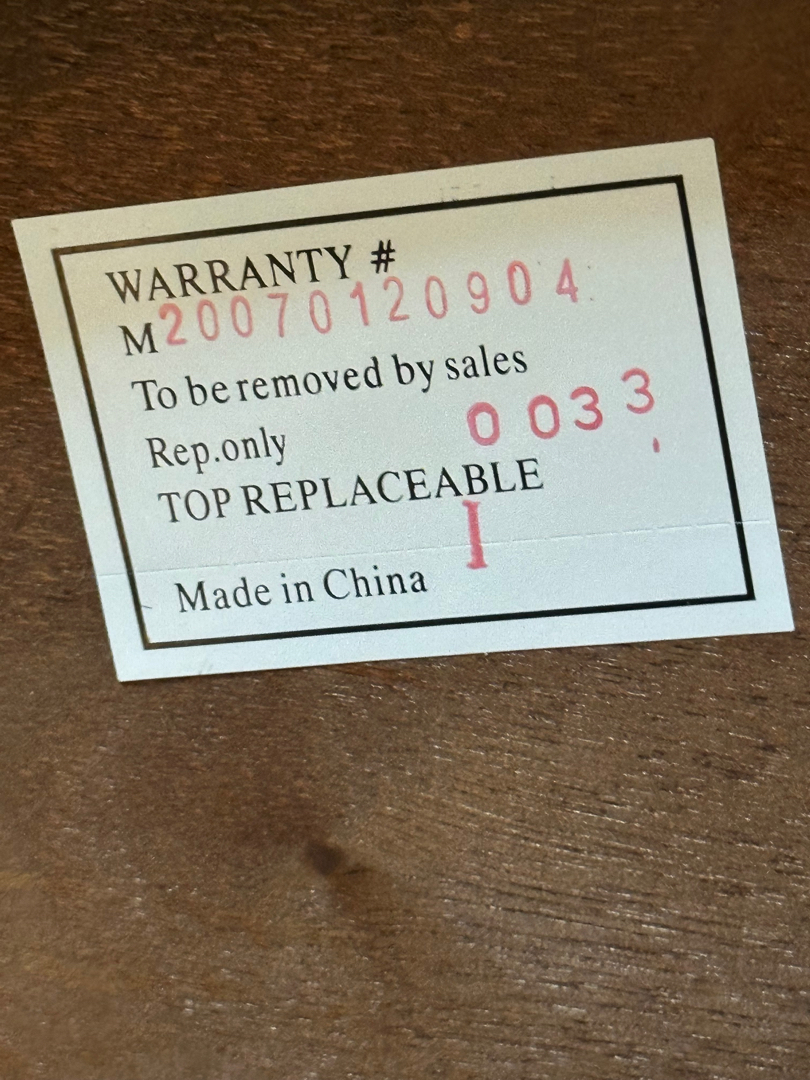 WARRANTY #
M20070120904
To be removed by sales
Rep.only 0033
TOP REPLACEABLE
I
Made in China